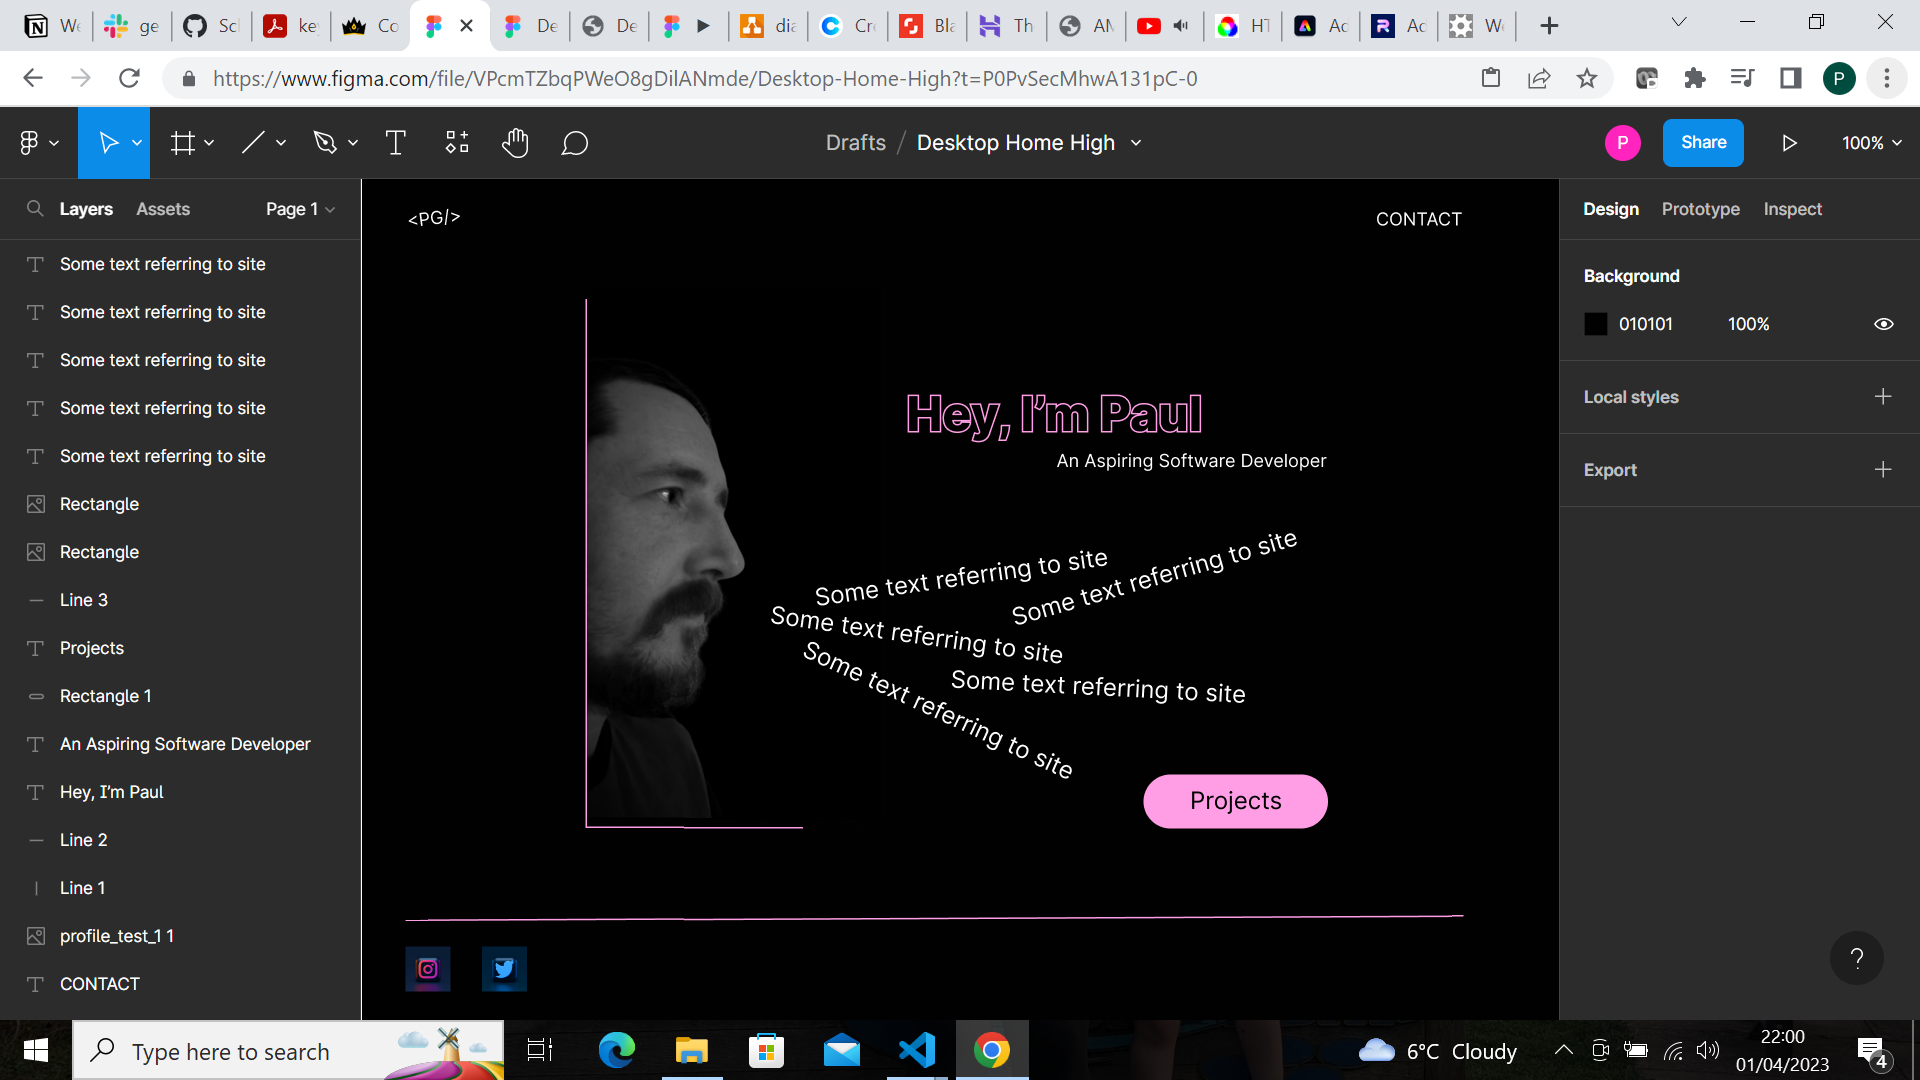 We
ge
Sc
ke
Co
De
De
dia
Cre
Bla
Th
AM
HT
Ac
Ac
We
https://www.figma.com/file/VPcmTZbqPWeO8gDilANmde/Desktop-Home-High?t=P0PvSecMhwA131pC-0
P
Drafts / Desktop Home High
P
Share
100%
Layers
Assets
Page 1
Design
Prototype
Inspect
Some text referring to site
Some text referring to site
Some text referring to site
Some text referring to site
Some text referring to site
Rectangle
Rectangle
Line 3
Projects
Rectangle 1
An Aspiring Software Developer
Hey, I'm Paul
Line 2
Line 1
profile_test_1 1
CONTACT
<PG/>
CONTACT
Hey, I'm Paul
An Aspiring Software Developer
Some text referring to site
Some text referring to site
Some text referring to site
Some text referring to site
Some text referring to site
Projects
Background
010101
100%
Local styles
Export
?
Type here to search
6°C Cloudy
22:00
01/04/2023
4